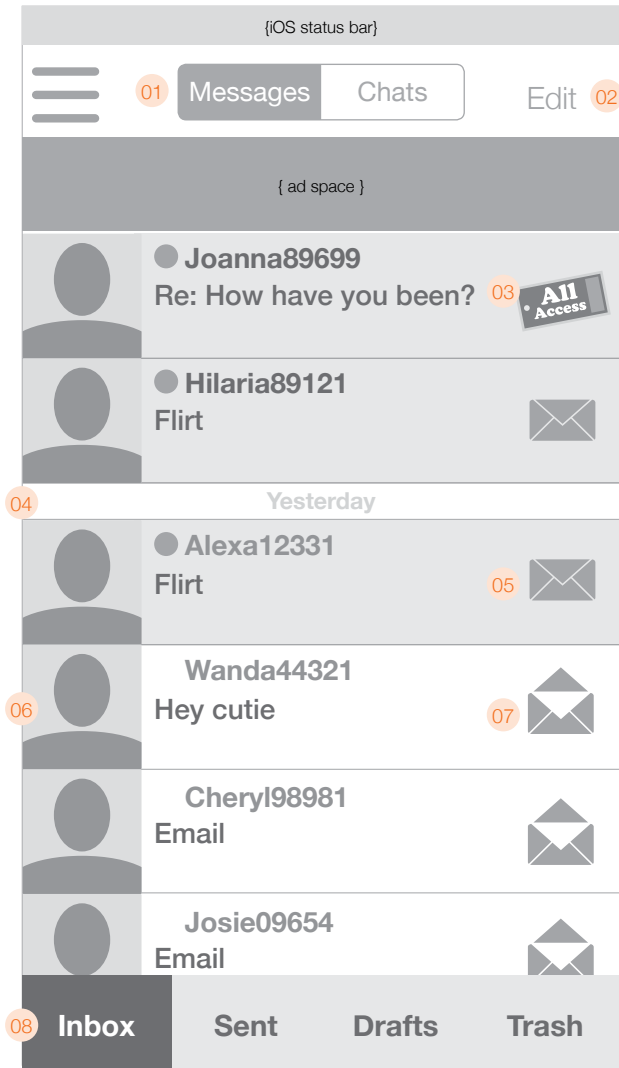 {iOS status bar}
01 Messages Chats Edit 02
{ ad space }
Joanna89699
Re: How have you been? 03 All
Access
Hilaria89121
Flirt
04 Yesterday
Alexa12331
Flirt 05
Wanda44321
06 Hey cutie 07
Cheryl98981
Email
Josie09654
Email
08 Inbox Sent Drafts Trash